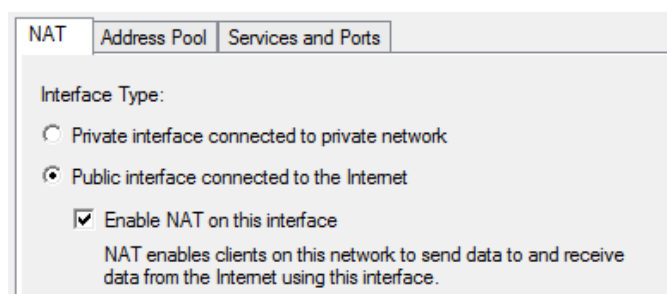 NAT Address Pool Services and Ports
Interface Type:
Private interface connected to private network
Public interface connected to the Internet
Enable NAT on this interface
NAT enables clients on this network to send data to and receive
data from the Internet using this interface.